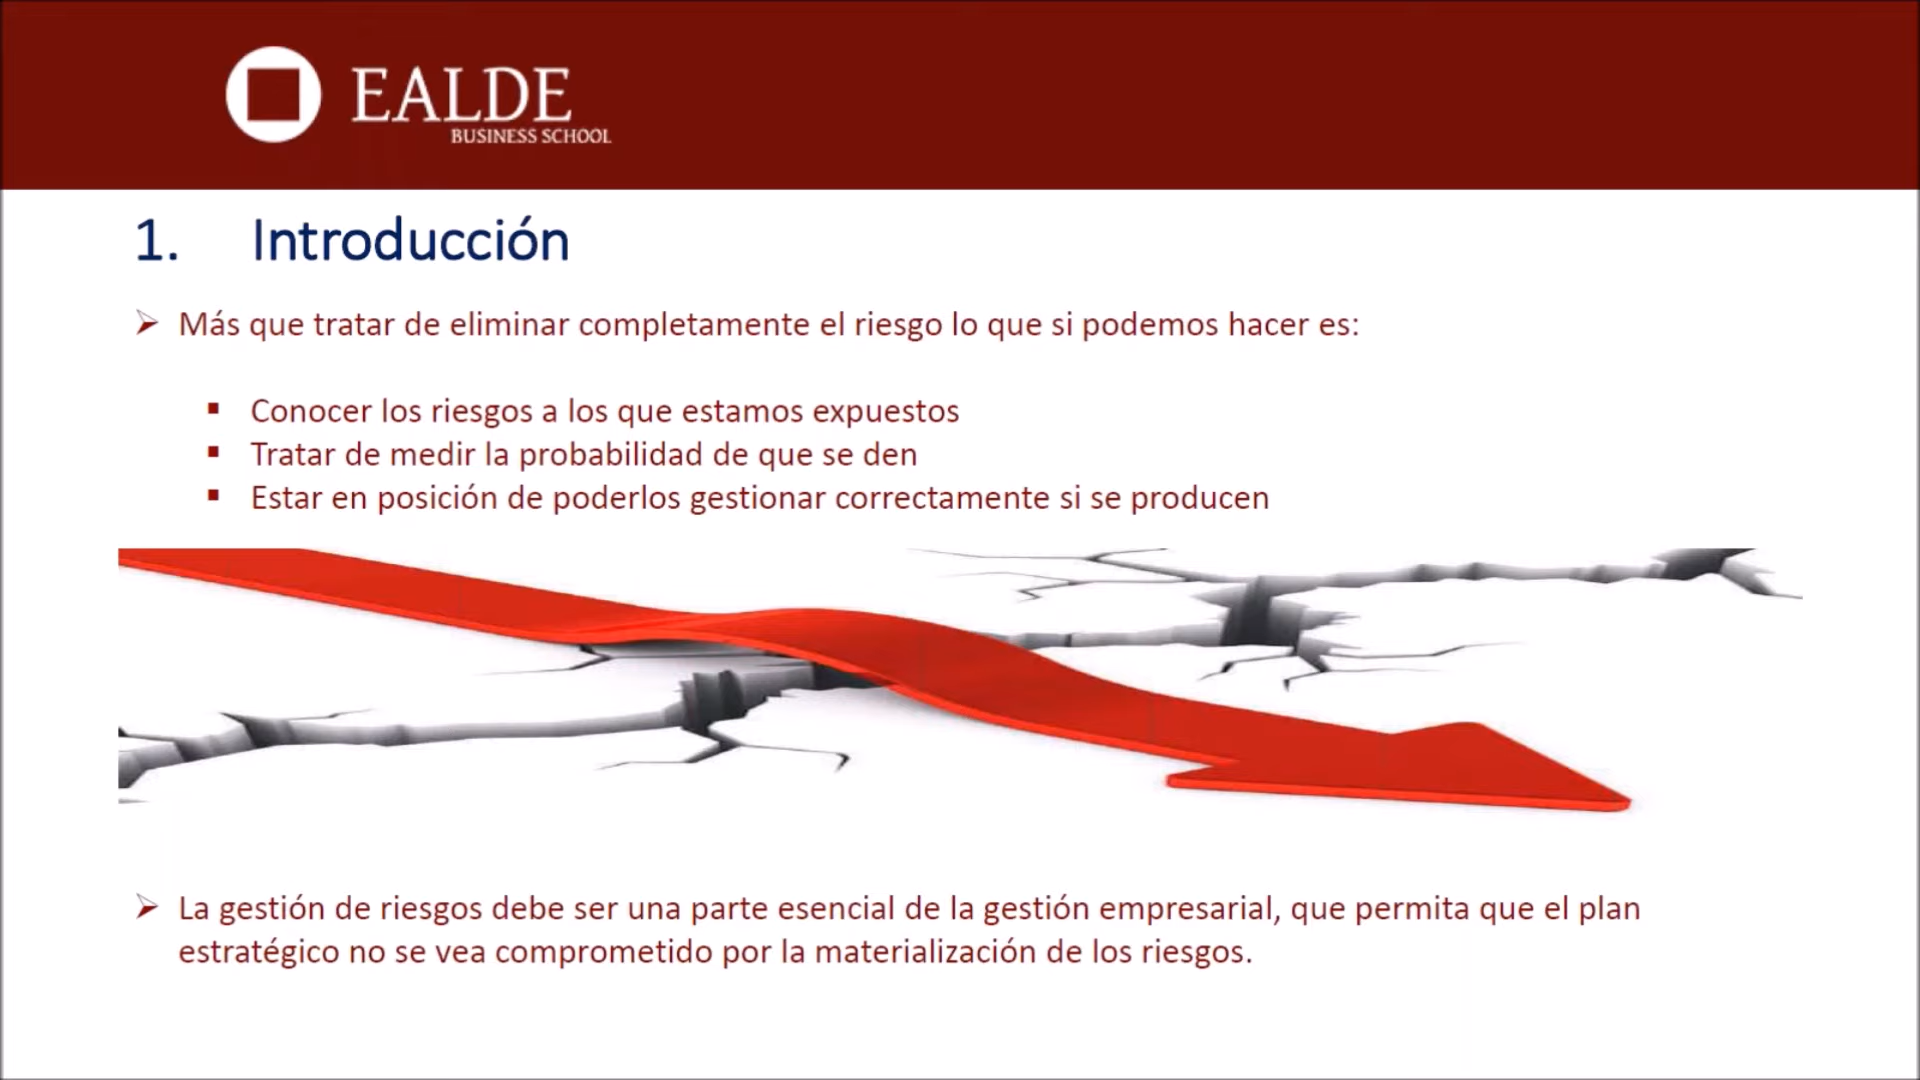 EALDE
BUSINESS SCHOOL
1. Introducción
Más que tratar de eliminar completamente el riesgo lo que si podemos hacer es:
Conocer los riesgos a los que estamos expuestos
Tratar de medir la probabilidad de que se den
Estar en posición de poderlos gestionar correctamente si se producen
La gestión de riesgos debe ser una parte esencial de la gestión empresarial, que permita que el plan
estratégico no se vea comprometido por la materialización de los riesgos.